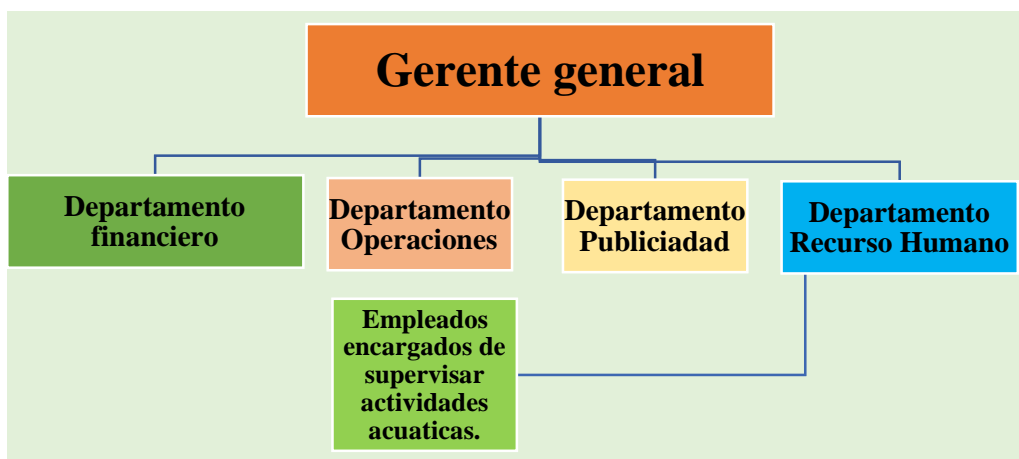 Gerente general
Departamento
financiero
Departamento
Operaciones
Departamento
Publiciadad
Departamento
Recurso Humano
Empleados
encargados de
supervisar
actividades
acuaticas.